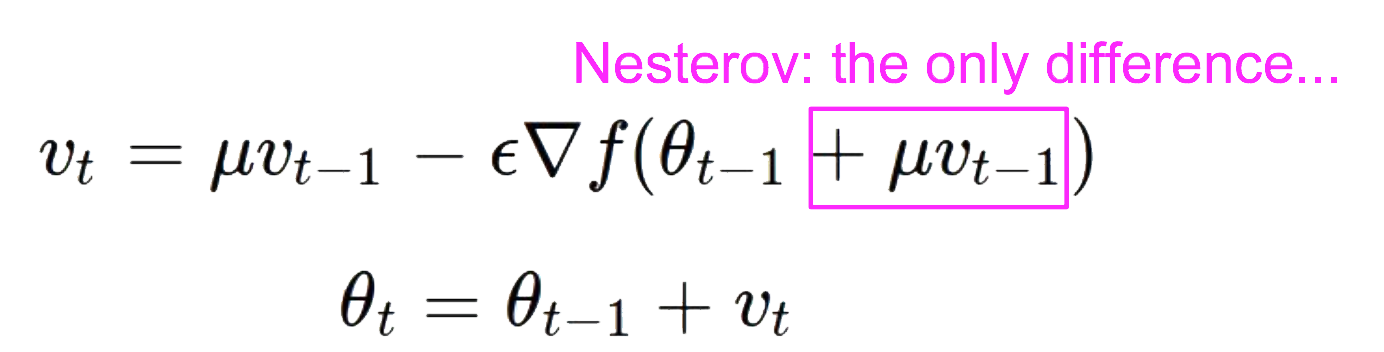 Nesterov: the only difference...
v_t = μv_{t−1} − ϵ∇f(θ_{t−1} + μv_{t−1})
θ_t = θ_{t−1} + v_t